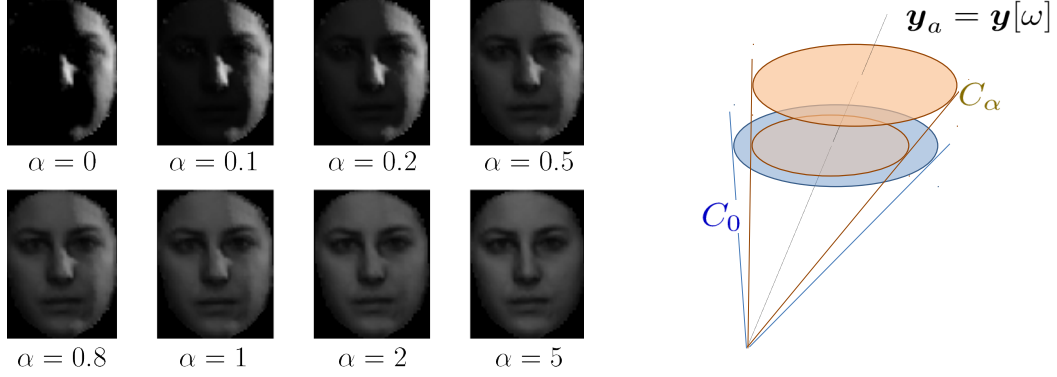 α = 0 α = 0.1 α = 0.2 α = 0.5
α = 0.8 α = 1 α = 2 α = 5
y_a = y[ω]
C_α
C_0